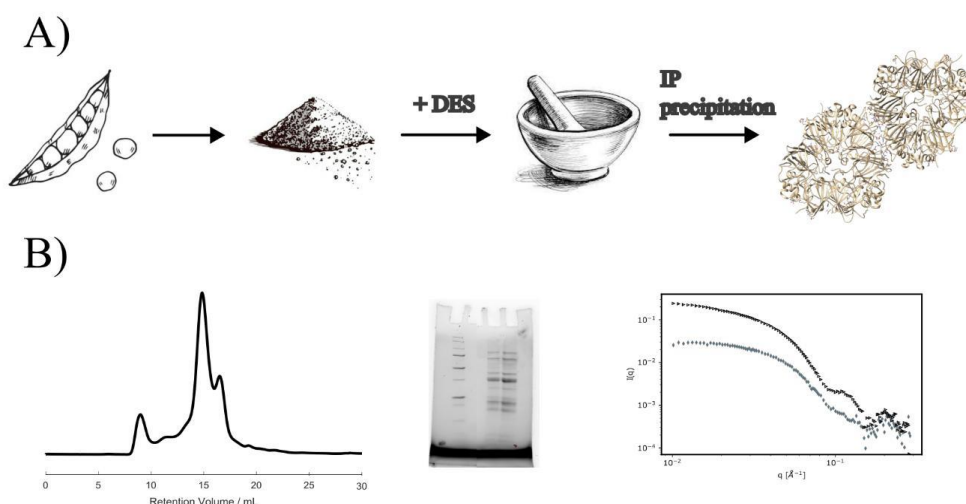 A)
+ DES
IP
precipitation
B)
0 5 10 15 20 25 30
Retention Volume / mL
I(q)
10⁻¹
10⁻²
10⁻³
10⁻⁴
10⁻² 10⁻¹
q [Å⁻¹]